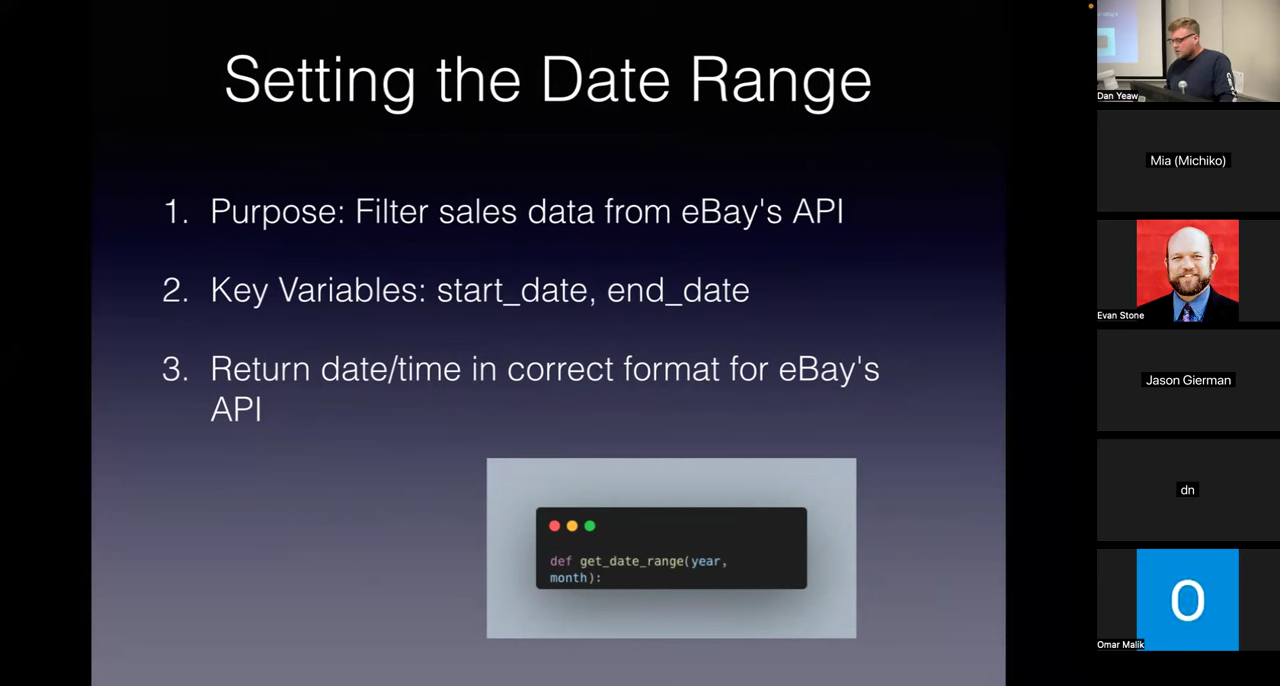 Setting the Date Range
1. Purpose: Filter sales data from eBay's API
2. Key Variables: start_date, end_date
3. Return date/time in correct format for eBay's
API
def get_date_range(year,
month):
Dan Yeaw
Mia (Michiko)
Evan Stone
Jason Gierman
dn
O
Omar Malik